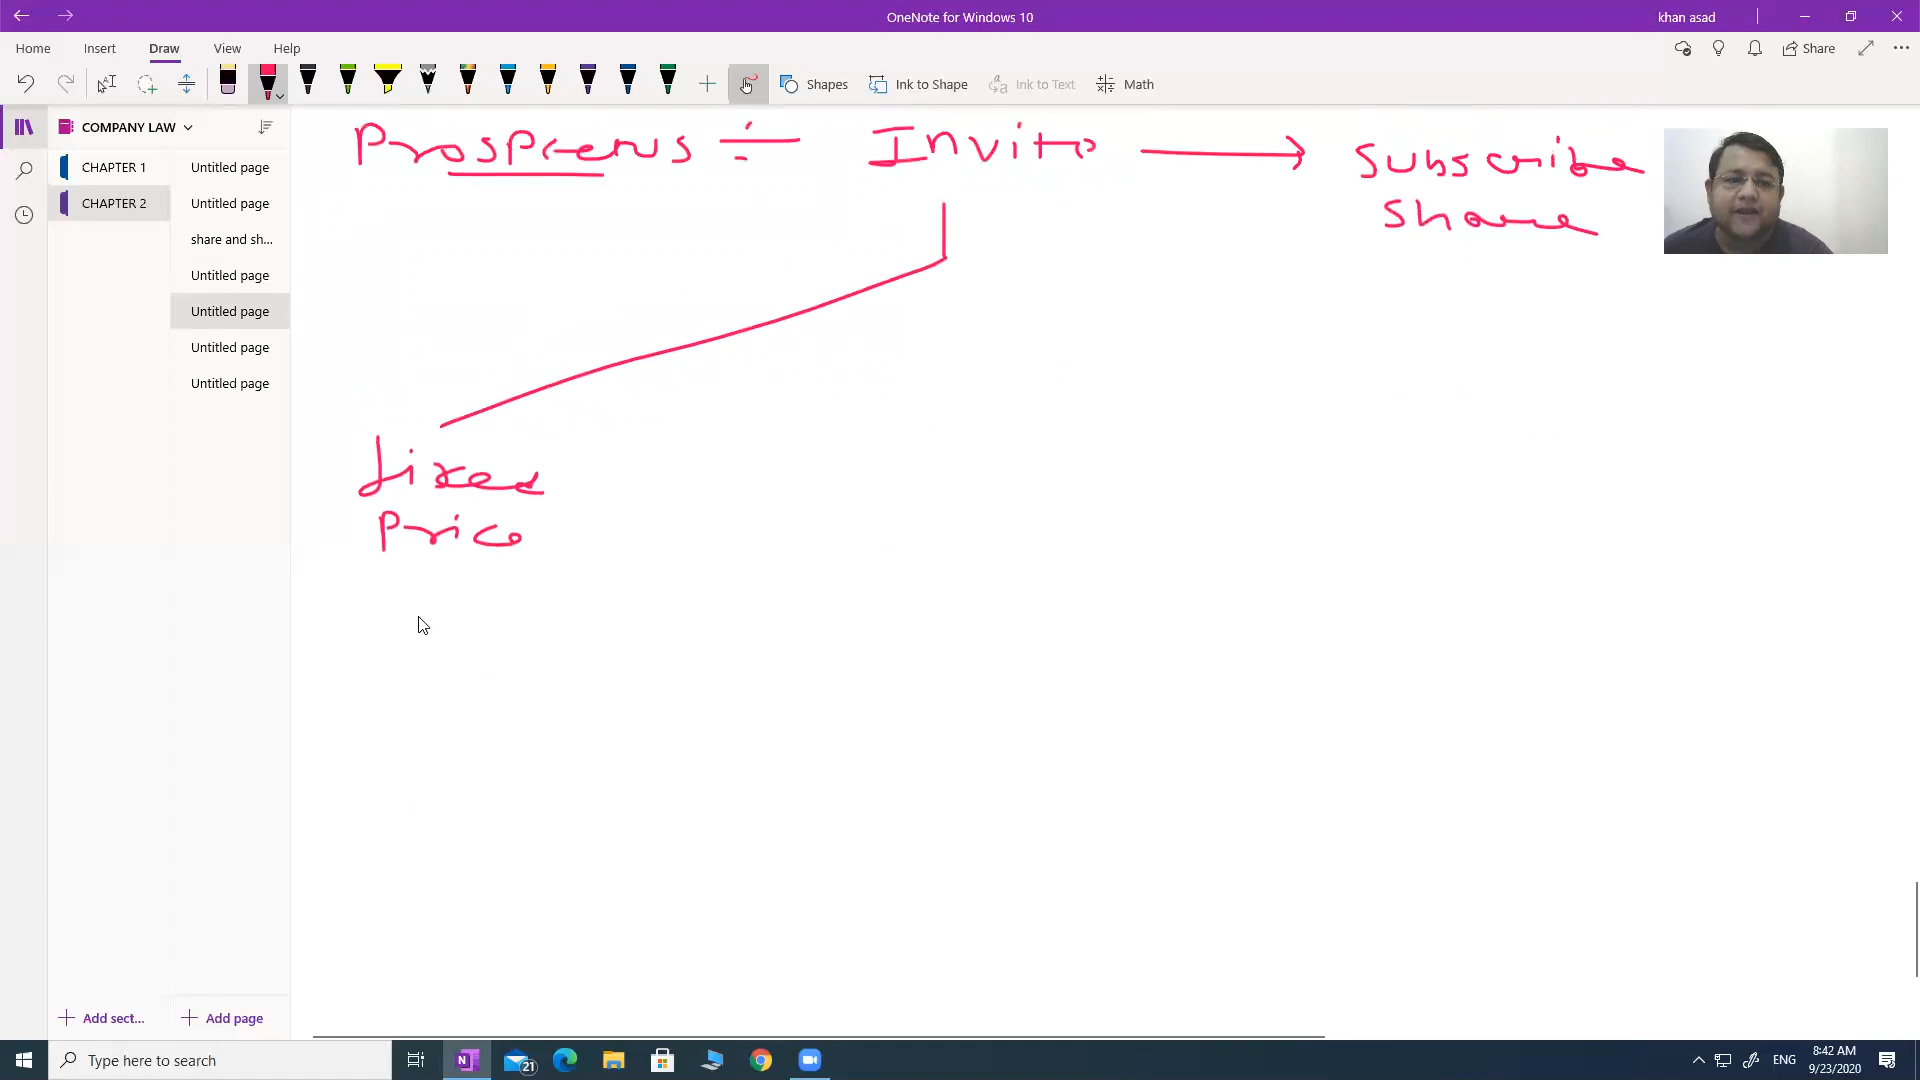 OneNote for Windows 10
khan asad
Home Insert Draw View Help
Share
Shapes Ink to Shape Ink to Text Math
COMPANY LAW
CHAPTER 1
CHAPTER 2
Untitled page
Untitled page
share and sh...
Untitled page
Untitled page
Untitled page
Untitled page
Prospectus ÷ Invite → Subscribe
Share
fixed
Price
+ Add sect...
+ Add page
Type here to search
21
ENG
8:42 AM
9/23/2020